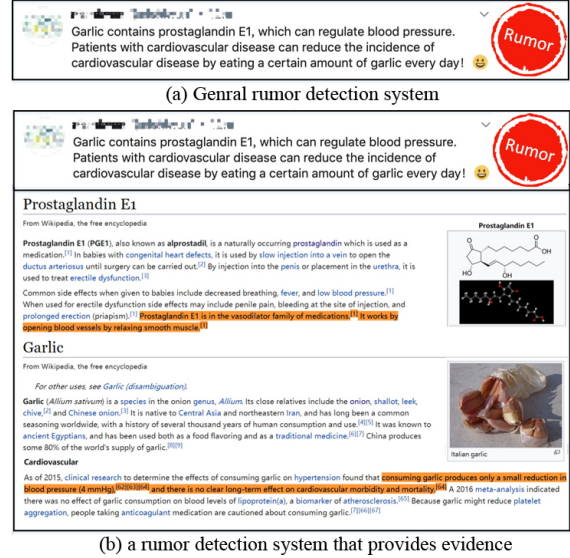 Garlic contains prostaglandin E1, which can regulate blood pressure.
Patients with cardiovascular disease can reduce the incidence of
cardiovascular disease by eating a certain amount of garlic every day!
Rumor
(a) Genral rumor detection system
Garlic contains prostaglandin E1, which can regulate blood pressure.
Patients with cardiovascular disease can reduce the incidence of
cardiovascular disease by eating a certain amount of garlic every day!
Rumor
Prostaglandin E1
From Wikipedia, the free encyclopedia
Prostaglandin E1 (PGE1), also known as alprostadil, is a naturally occurring prostaglandin which is used as a
medication.[1] In babies with congenital heart defects, it is used by slow injection into a vein to open the
ductus arteriosus until surgery can be carried out.[2] By injection into the penis or placement in the urethra, it is
used to treat erectile dysfunction.[3]
Common side effects when given to babies include decreased breathing, fever, and low blood pressure.[1]
When used for erectile dysfunction side effects may include penile pain, bleeding at the site of injection, and
prolonged erection (priapism).[1] Prostaglandin E1 is in the vasodilator family of medications.[1] It works by
opening blood vessels by relaxing smooth muscle.[1]
Prostaglandin E1
O
O
OH
HO
OH
Garlic
From Wikipedia, the free encyclopedia
For other uses, see Garlic (disambiguation).
Garlic (Allium sativum) is a species in the onion genus, Allium. Its close relatives include the onion, shallot, leek,
chive,[2] and Chinese onion.[3] It is native to Central Asia and northeastern Iran, and has long been a common
seasoning worldwide, with a history of several thousand years of human consumption and use.[4][5] It was known to
ancient Egyptians, and has been used both as a food flavoring and as a traditional medicine.[6][7] China produces
some 80% of the world's supply of garlic.[8][9]
Italian garlic
Cardiovascular
As of 2015, clinical research to determine the effects of consuming garlic on hypertension found that consuming garlic produces only a small reduction in
blood pressure (4 mmHg),[62][63][64] and there is no clear long-term effect on cardiovascular morbidity and mortality.[64] A 2016 meta-analysis indicated
there was no effect of garlic consumption on blood levels of lipoprotein(a), a biomarker of atherosclerosis.[65] Because garlic might reduce platelet
aggregation, people taking anticoagulant medication are cautioned about consuming garlic.[7][66][67]
(b) a rumor detection system that provides evidence